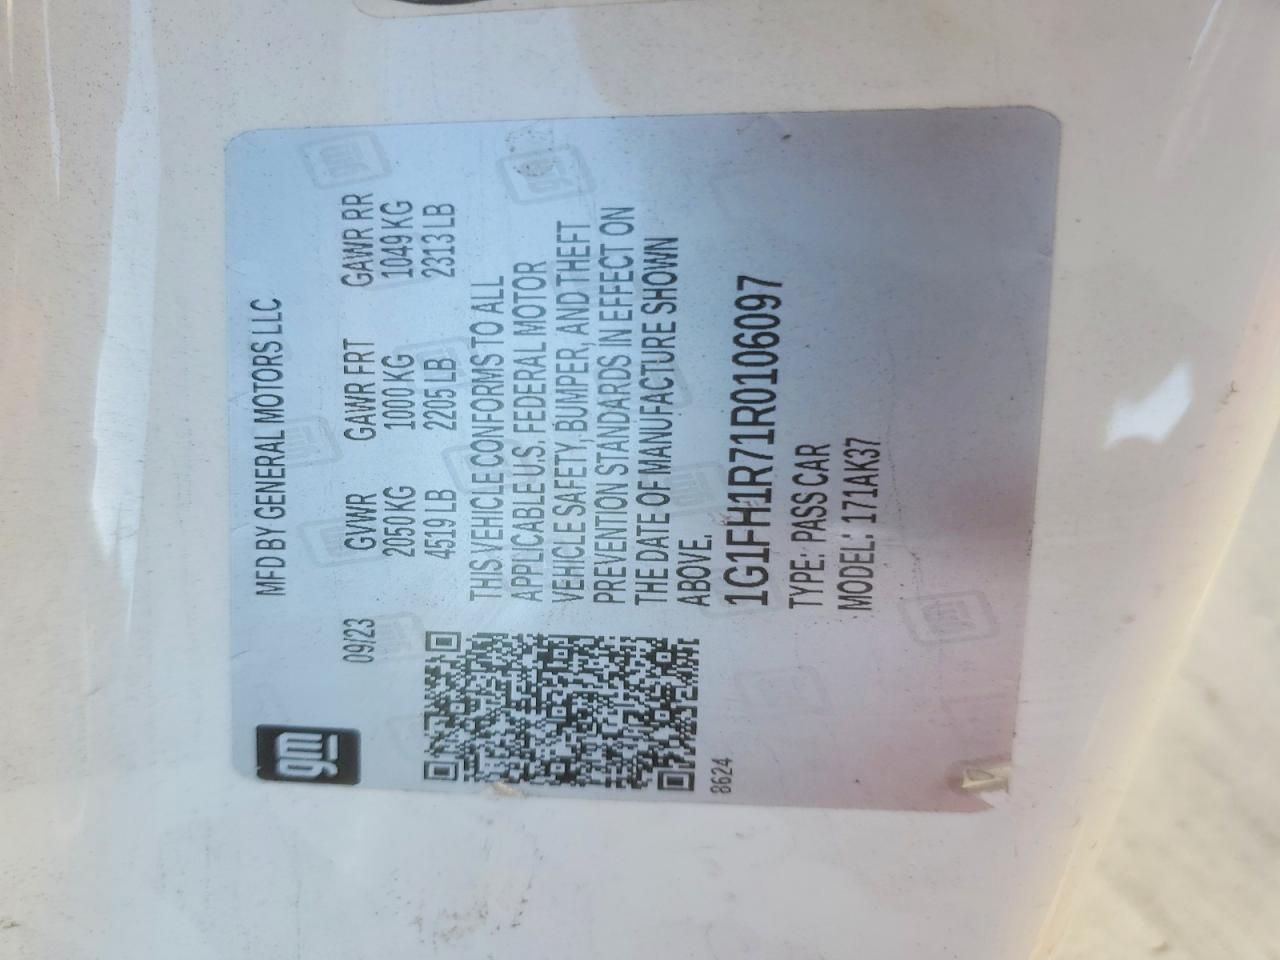 gm
MFD BY GENERAL MOTORS LLC
09/23
GVWR GAWR FRT GAWR RR
2050 KG 1000 KG 1049 KG
4519 LB 2205 LB 2313 LB
THIS VEHICLE CONFORMS TO ALL
APPLICABLE U.S. FEDERAL MOTOR
VEHICLE SAFETY, BUMPER, AND THEFT
PREVENTION STANDARDS IN EFFECT ON
THE DATE OF MANUFACTURE SHOWN
ABOVE.
1G1FH1R71R0106097
TYPE: PASS CAR
MODEL: 171AK37
8624